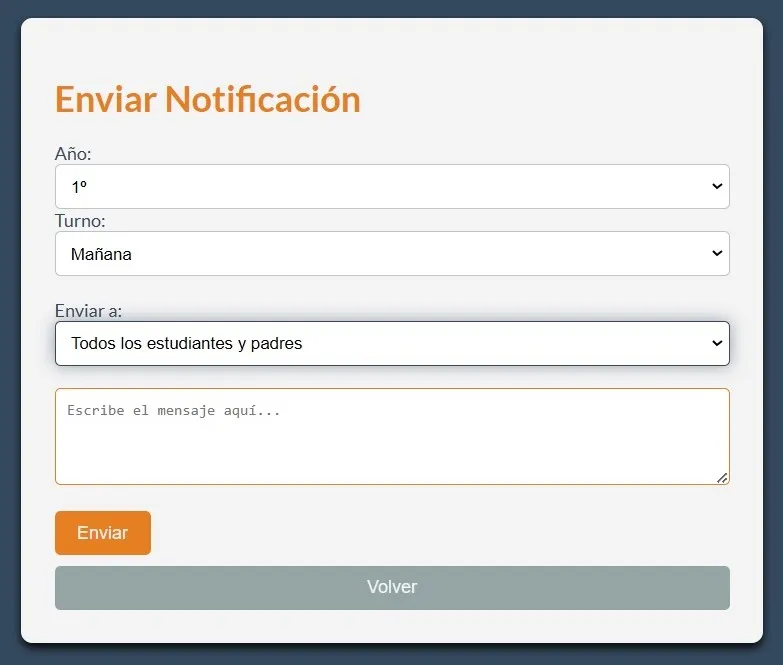 Enviar Notificación
Año:
1º
Turno:
Mañana
Enviar a:
Todos los estudiantes y padres
Escribe el mensaje aquí...
Enviar
Volver